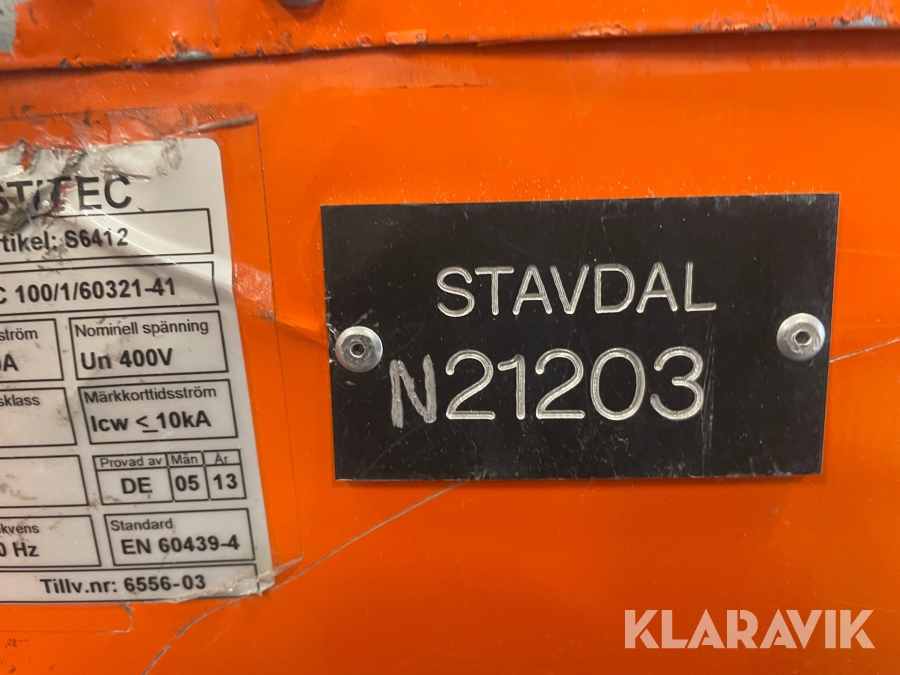 STITEC
tikel: S6412
C 100/1/60321-41
ström
Nominell spänning
A
Un 400V
sklass
Märkkorttidsström
Icw ≤ 10kA
Provad av Mån År
DE 05 13
kvens
Standard
0 Hz
EN 60439-4
Tillv.nr: 6556-03
STAVDAL
N21203
KLARAVIK